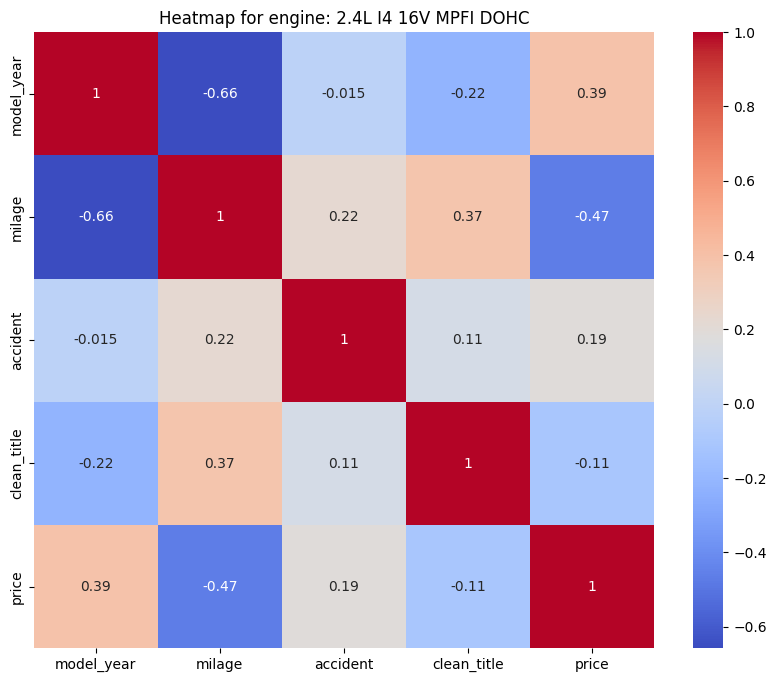 Heatmap for engine: 2.4L I4 16V MPFI DOHC
model_year 1 -0.66 -0.015 -0.22 0.39
milage -0.66 1 0.22 0.37 -0.47
accident -0.015 0.22 1 0.11 0.19
clean_title -0.22 0.37 0.11 1 -0.11
price 0.39 -0.47 0.19 -0.11 1
model_year milage accident clean_title price
1.0
0.8
0.6
0.4
0.2
0.0
-0.2
-0.4
-0.6